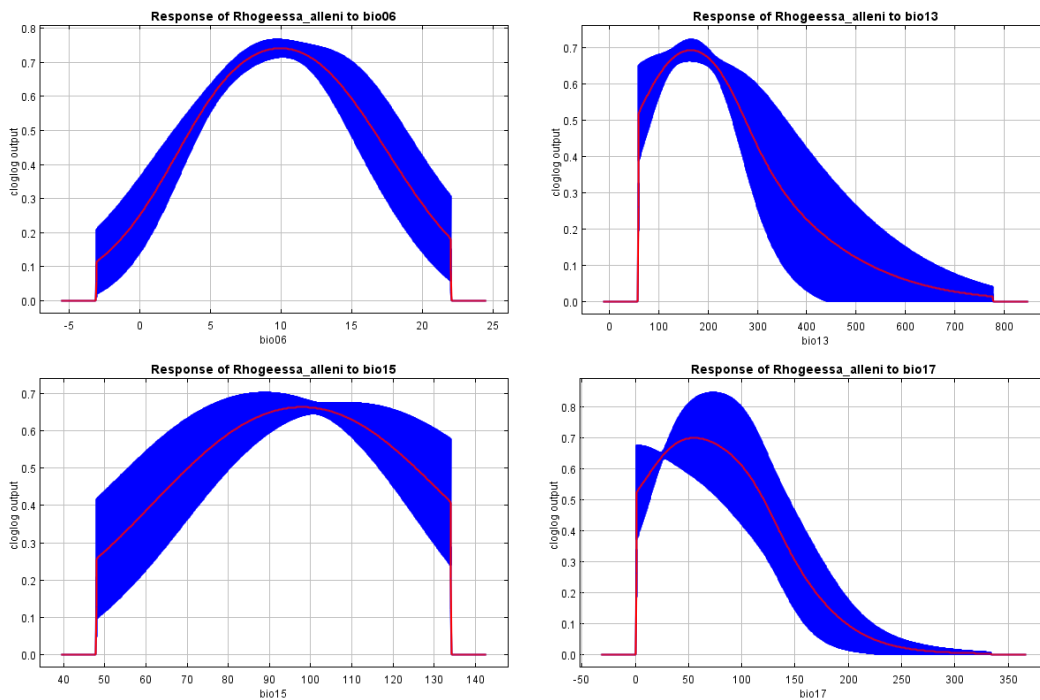 Response of Rhogeessa_alleni to bio06
cloglog output
0.8
0.7
0.6
0.5
0.4
0.3
0.2
0.1
0.0
-5 0 5 10 15 20 25
bio06
Response of Rhogeessa_alleni to bio13
cloglog output
0.7
0.6
0.5
0.4
0.3
0.2
0.1
0.0
0 100 200 300 400 500 600 700 800
bio13
Response of Rhogeessa_alleni to bio15
cloglog output
0.7
0.6
0.5
0.4
0.3
0.2
0.1
0.0
40 50 60 70 80 90 100 110 120 130 140
bio15
Response of Rhogeessa_alleni to bio17
cloglog output
0.8
0.7
0.6
0.5
0.4
0.3
0.2
0.1
0.0
-50 0 50 100 150 200 250 300 350
bio17